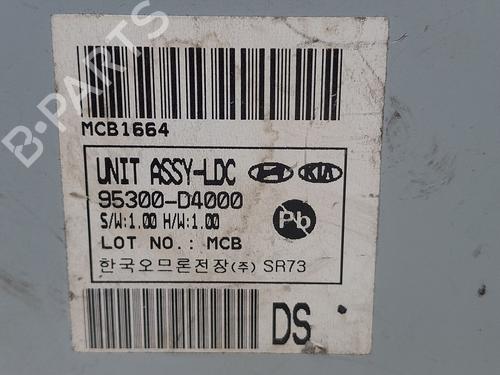 MCB1664
UNIT ASSY-LDC
KIA
95300-D4000
S/W:1.00 H/W:1.00
Pb
LOT NO.: MCB
한국오므론전장(주) SR73
DS
B-PARTS